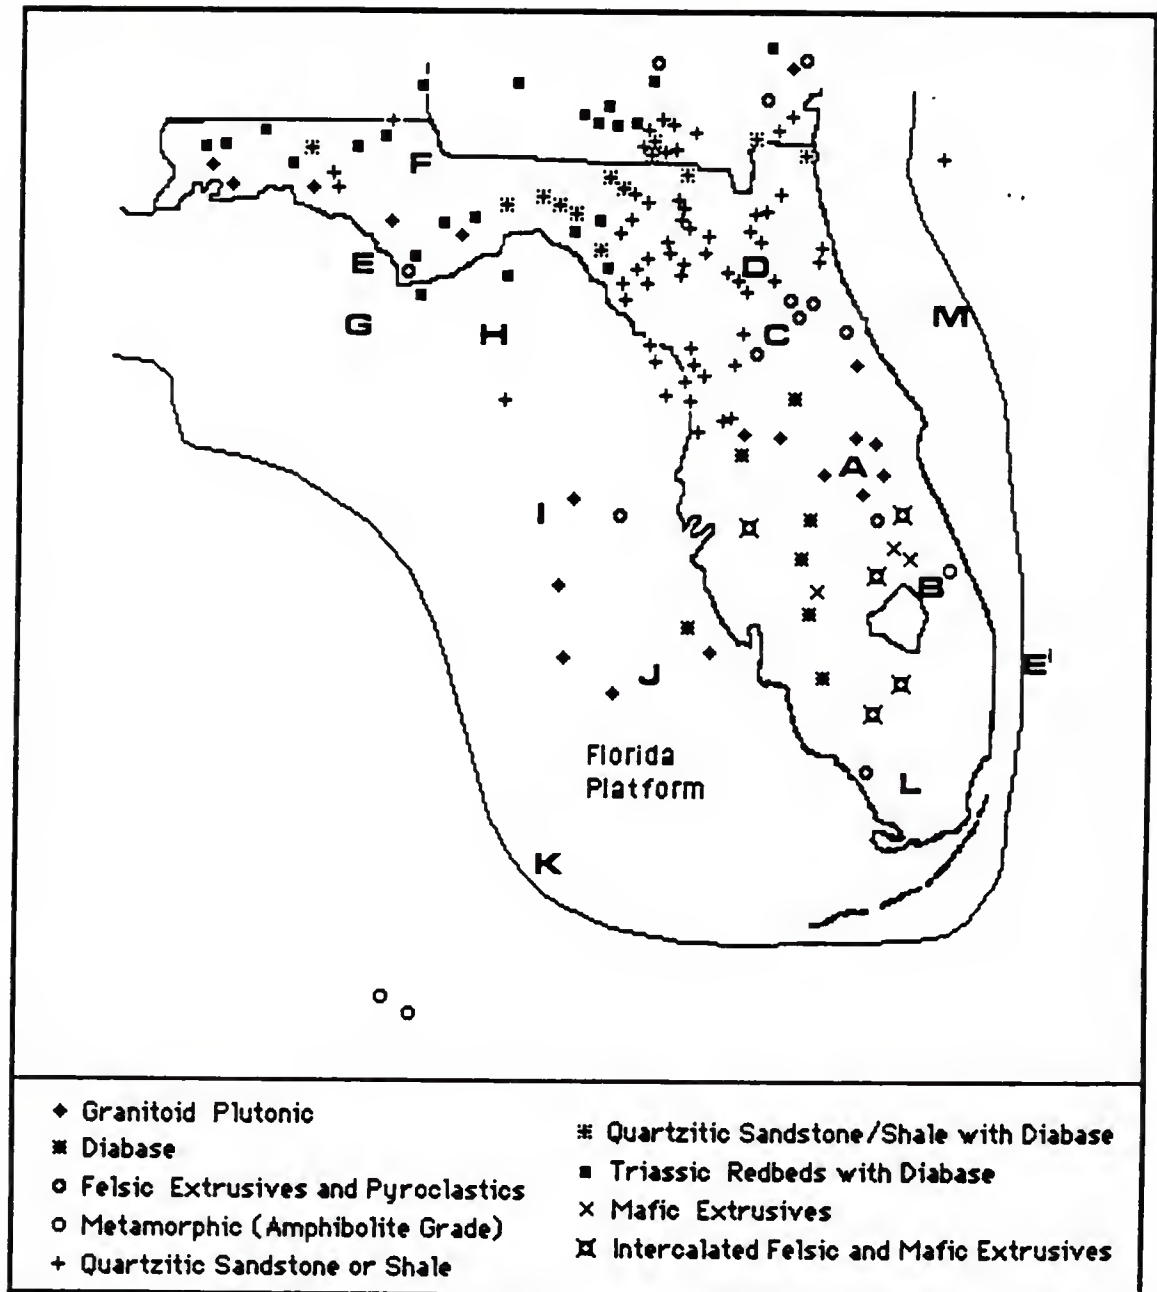 F
E
D
G
H
C
M
A
I
B
J
E'
Florida
Platform
L
K
Granitoid Plutonic
Diabase
Felsic Extrusives and Pyroclastics
Metamorphic (Amphibolite Grade)
Quartzitic Sandstone or Shale
Quartzitic Sandstone/Shale with Diabase
Triassic Redbeds with Diabase
Mafic Extrusives
Intercalated Felsic and Mafic Extrusives